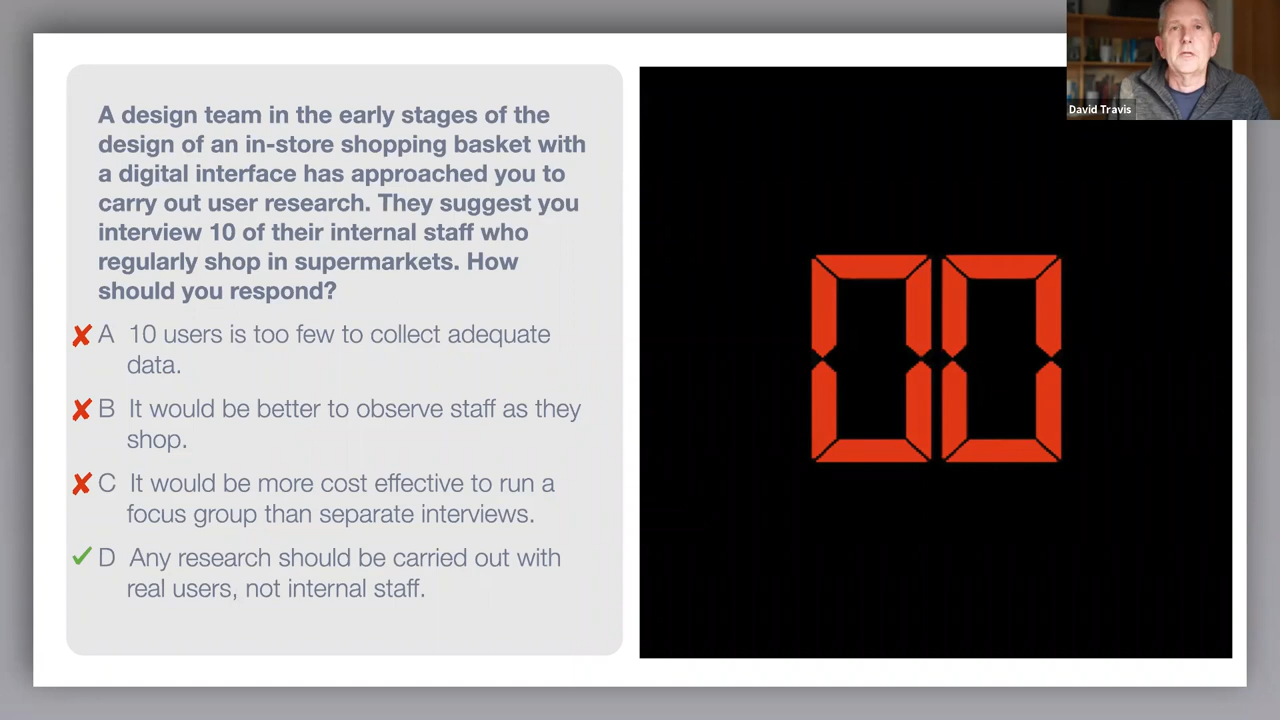 A design team in the early stages of the
design of an in-store shopping basket with
a digital interface has approached you to
carry out user research. They suggest you
interview 10 of their internal staff who
regularly shop in supermarkets. How
should you respond?
A 10 users is too few to collect adequate
data.
B It would be better to observe staff as they
shop.
C It would be more cost effective to run a
focus group than separate interviews.
D Any research should be carried out with
real users, not internal staff.
00
David Travis